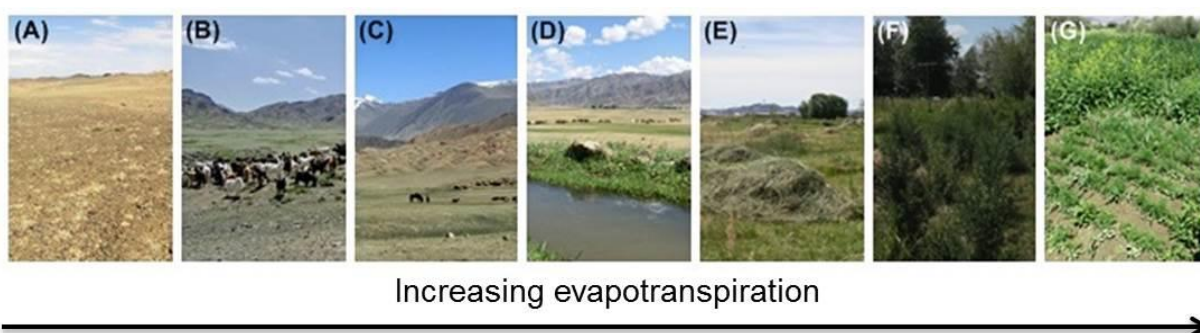 (A) (B) (C) (D) (E) (F) (G)
Increasing evapotranspiration